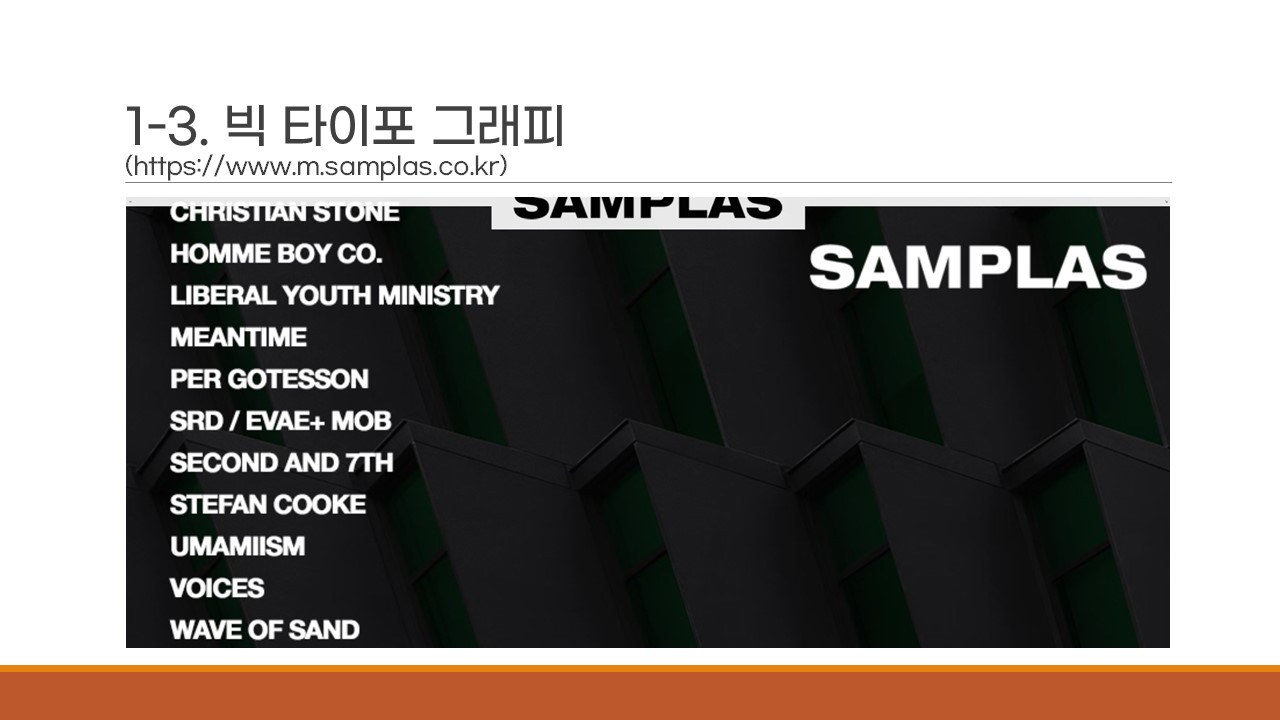 1-3. 빅 타이포 그래피
(https://www.m.samplas.co.kr)
SAMPLAS
CHRISTIAN STONE
HOMME BOY CO.
SAMPLAS
LIBERAL YOUTH MINISTRY
MEANTIME
PER GOTESSON
SRD / EVAE+ MOB
SECOND AND 7TH
STEFAN COOKE
UMAMIISM
VOICES
WAVE OF SAND